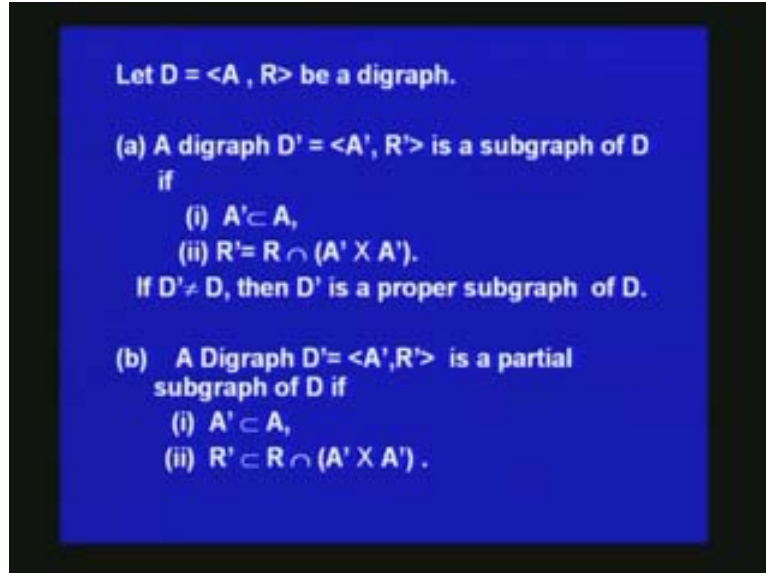 Let D = <A , R> be a digraph.
(a) A digraph D' = <A', R'> is a subgraph of D
if
(i) A'⊂ A,
(ii) R'= R ∩ (A' X A').
If D'≠ D, then D' is a proper subgraph of D.
(b) A Digraph D'= <A',R'> is a partial
subgraph of D if
(i) A' ⊂ A,
(ii) R' ⊂ R ∩ (A' X A') .